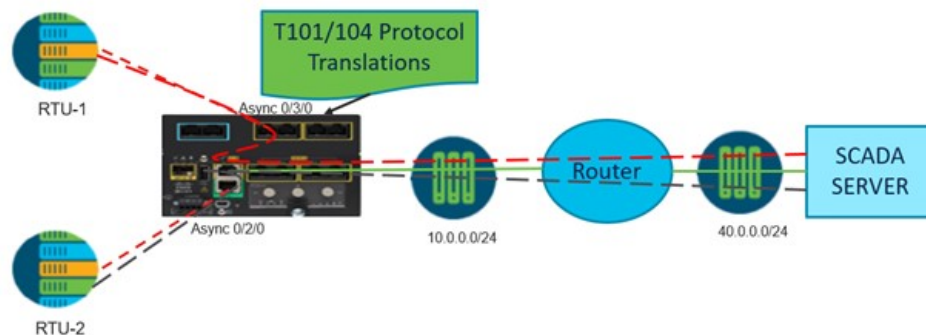 T101/104 Protocol
Translations
RTU-1
Async 0/3/0
Router
SCADA
SERVER
10.0.0.0/24
40.0.0.0/24
Async 0/2/0
RTU-2